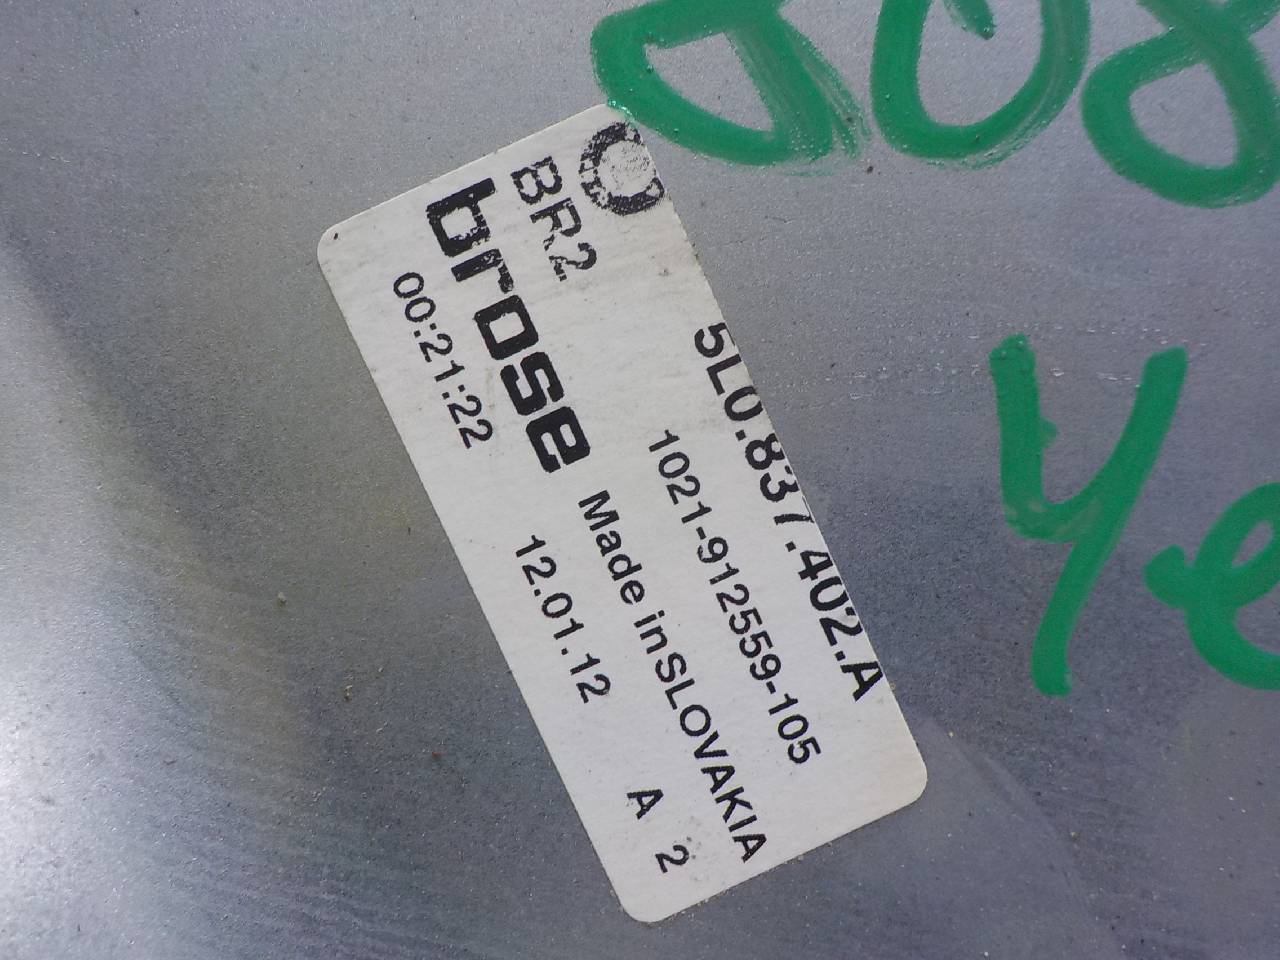 5L0.837.402.A
BR2
1021-912559-105
brose
Made in SLOVAKIA
00:21:22
12.01.12
A 2
008
Ye